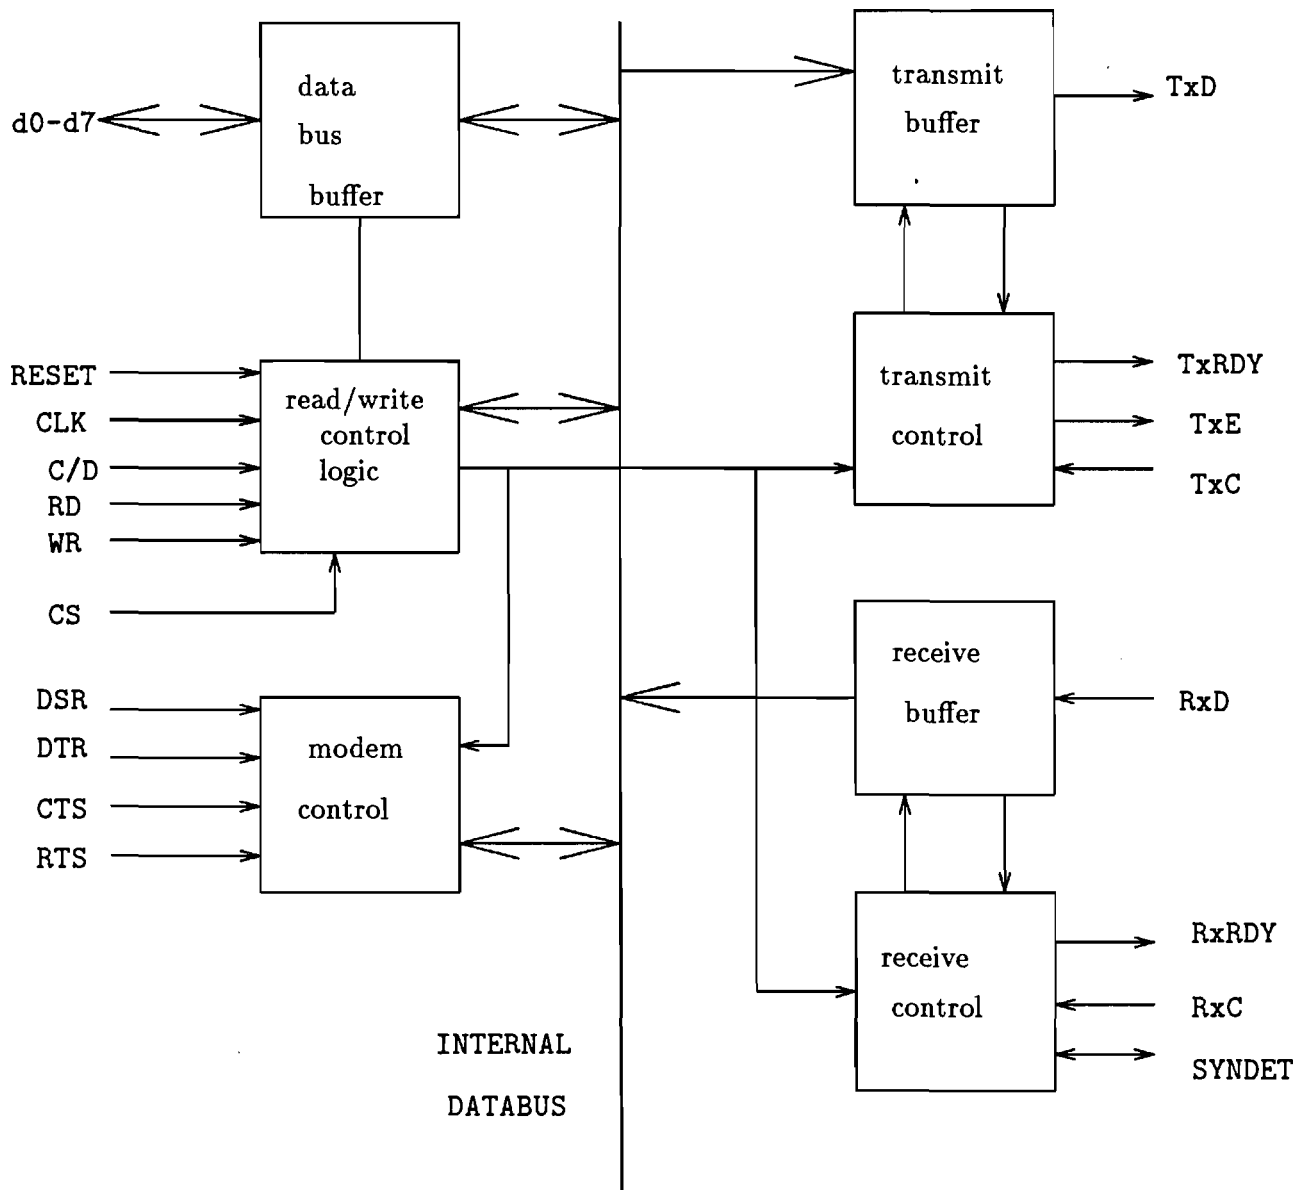 data
bus
buffer
d0-d7
transmit
buffer
TxD
RESET
CLK
C/D
RD
WR
CS
read/write
control
logic
transmit
control
TxRDY
TxE
TxC
DSR
DTR
CTS
RTS
modem
control
receive
buffer
RxD
receive
control
RxRDY
RxC
SYNDET
INTERNAL
DATABUS